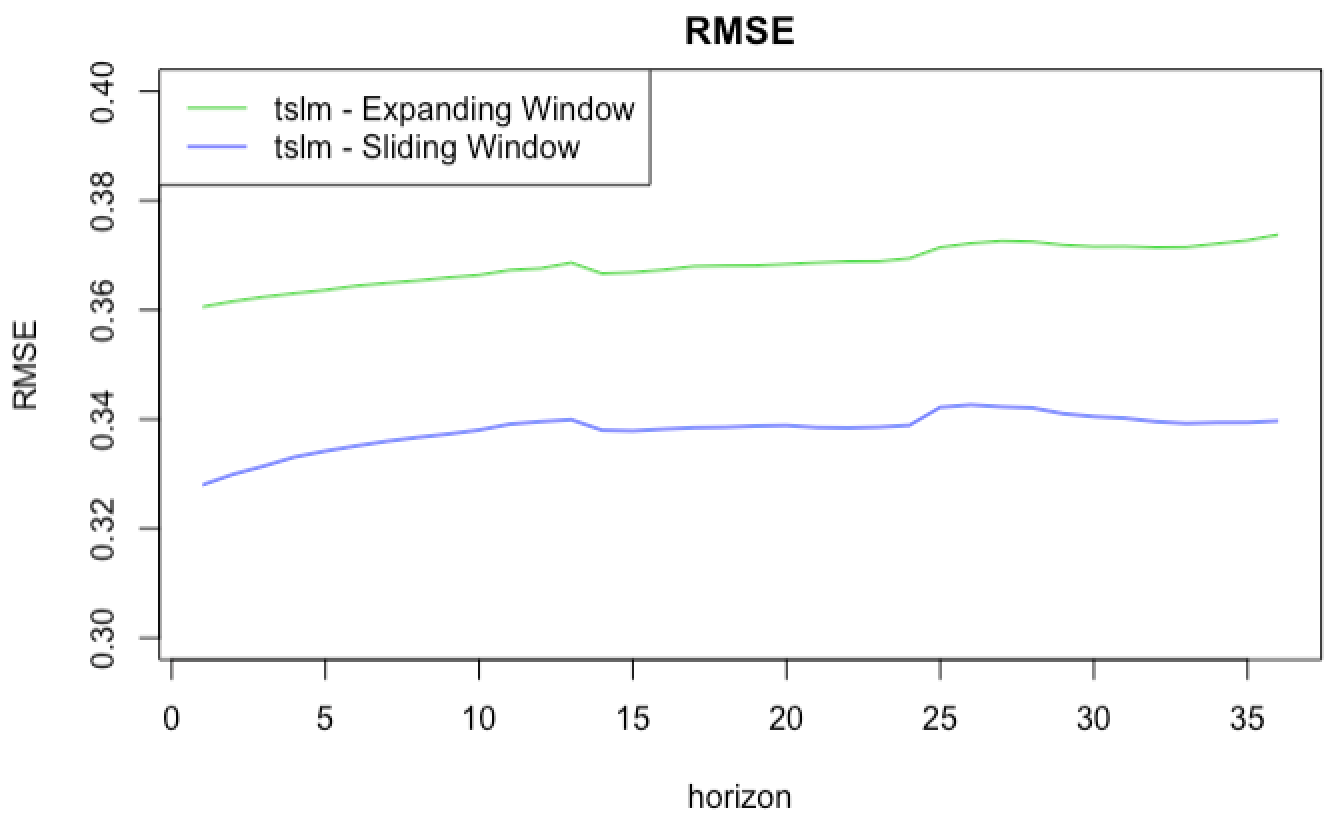 RMSE
tslm - Expanding Window
tslm - Sliding Window
RMSE
0.40
0.38
0.36
0.34
0.32
0.30
0 5 10 15 20 25 30 35
horizon